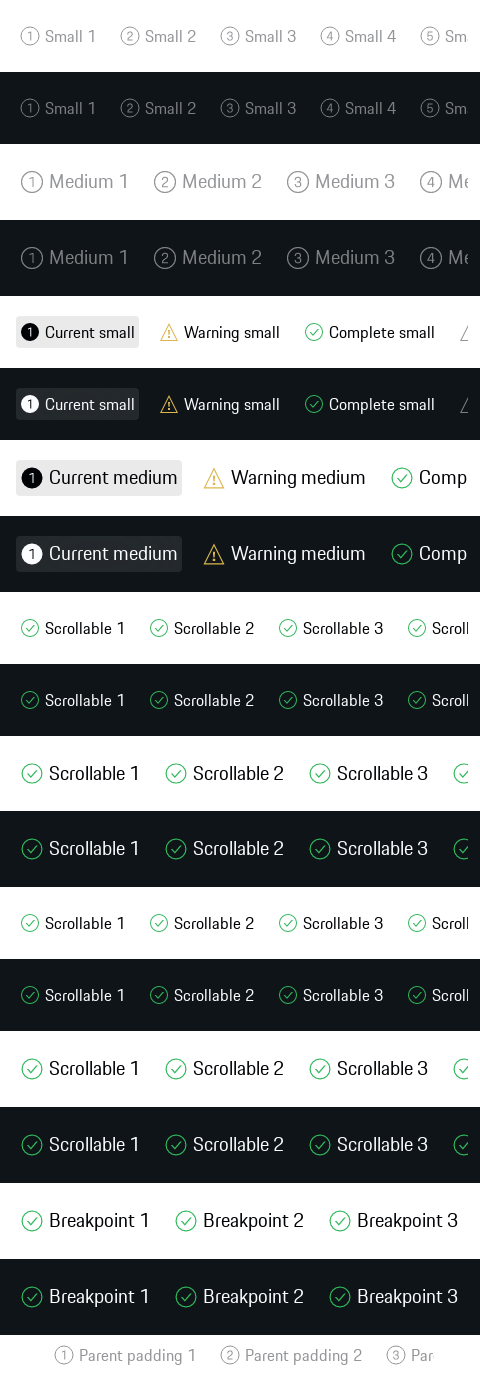 1 Small 1 2 Small 2 3 Small 3 4 Small 4 5 Sm
1 Small 1 2 Small 2 3 Small 3 4 Small 4 5 Sm
1 Medium 1 2 Medium 2 3 Medium 3 4 Me
1 Medium 1 2 Medium 2 3 Medium 3 4 Me
1 Current small Warning small Complete small
1 Current small Warning small Complete small
1 Current medium Warning medium Comp
1 Current medium Warning medium Comp
Scrollable 1 Scrollable 2 Scrollable 3 Scroll
Scrollable 1 Scrollable 2 Scrollable 3 Scroll
Scrollable 1 Scrollable 2 Scrollable 3
Scrollable 1 Scrollable 2 Scrollable 3
Scrollable 1 Scrollable 2 Scrollable 3 Scroll
Scrollable 1 Scrollable 2 Scrollable 3 Scroll
Scrollable 1 Scrollable 2 Scrollable 3
Scrollable 1 Scrollable 2 Scrollable 3
Breakpoint 1 Breakpoint 2 Breakpoint 3
Breakpoint 1 Breakpoint 2 Breakpoint 3
1 Parent padding 1 2 Parent padding 2 3 Par